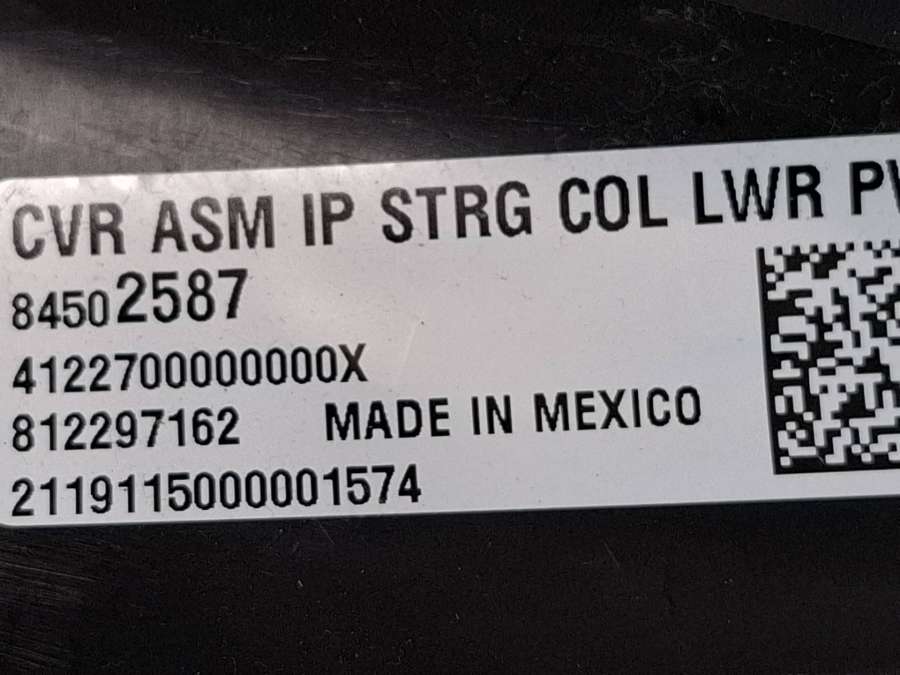 CVR ASM IP STRG COL LWR
84502587
4122700000000X
812297162 MADE IN MEXICO
2119115000001574